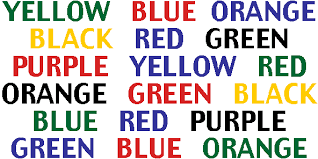 YELLOW BLUE ORANGE
BLACK RED GREEN
PURPLE YELLOW RED
ORANGE GREEN BLACK
BLUE RED PURPLE
GREEN BLUE ORANGE